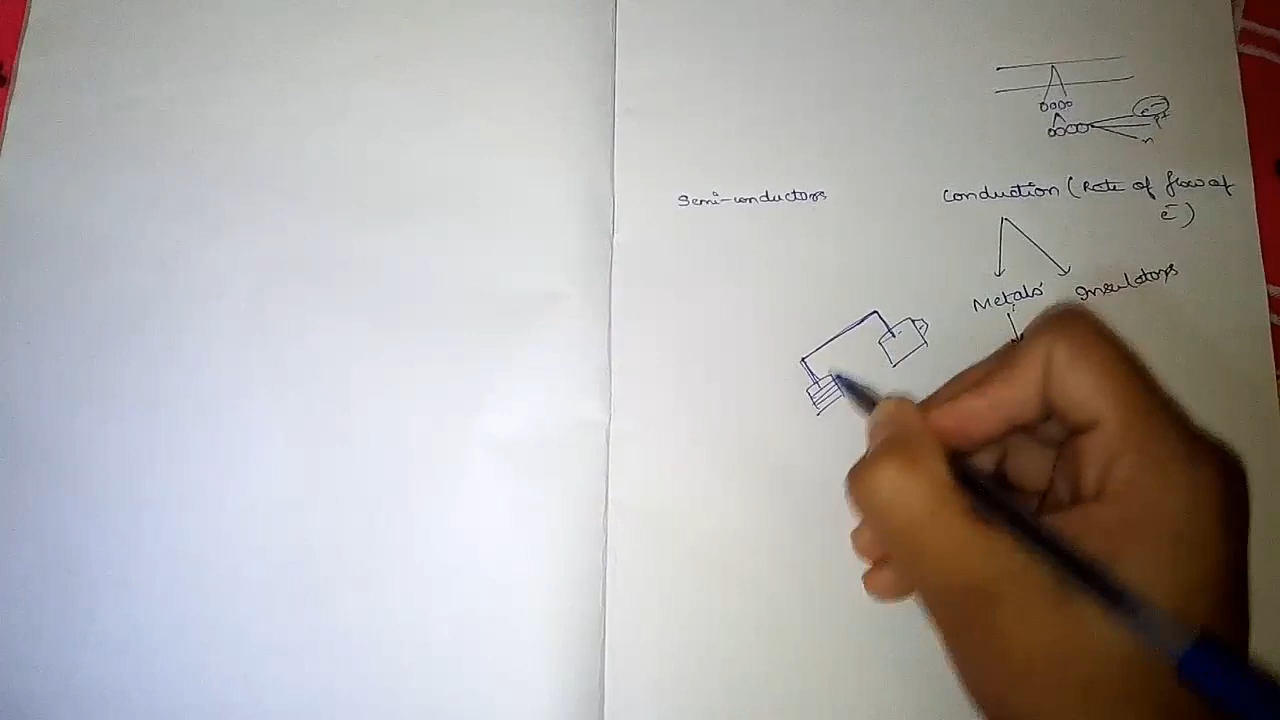 e⁻
p⁺
n
Semi-conductors
Conduction (Rate of flow of
e⁻)
Metals
Insulators